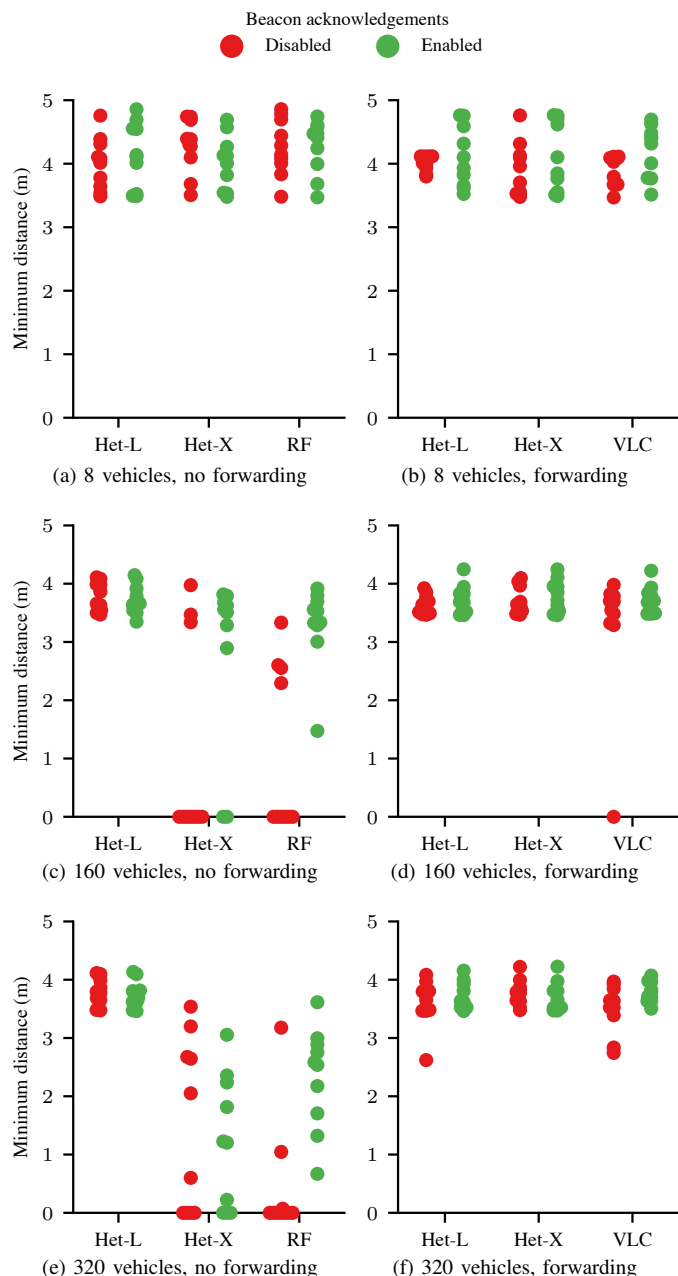 Beacon acknowledgements
Disabled Enabled
Minimum distance (m)
5
4
3
2
1
0
Het-L Het-X RF
(a) 8 vehicles, no forwarding
5
4
3
2
1
0
Het-L Het-X VLC
(b) 8 vehicles, forwarding
Minimum distance (m)
5
4
3
2
1
0
Het-L Het-X RF
(c) 160 vehicles, no forwarding
5
4
3
2
1
0
Het-L Het-X VLC
(d) 160 vehicles, forwarding
Minimum distance (m)
5
4
3
2
1
0
Het-L Het-X RF
(e) 320 vehicles, no forwarding
5
4
3
2
1
0
Het-L Het-X VLC
(f) 320 vehicles, forwarding